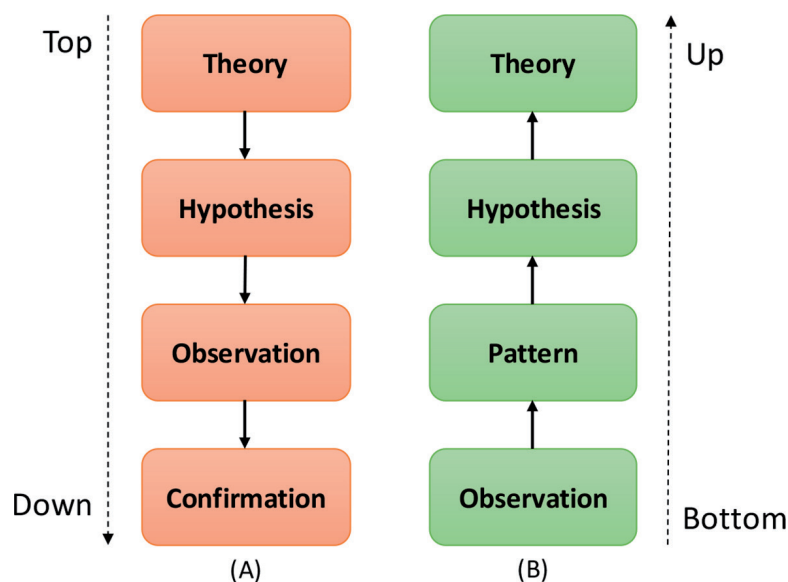 Top
Theory
Hypothesis
Observation
Confirmation
Down
(A)
Theory
Hypothesis
Pattern
Observation
(B)
Up
Bottom